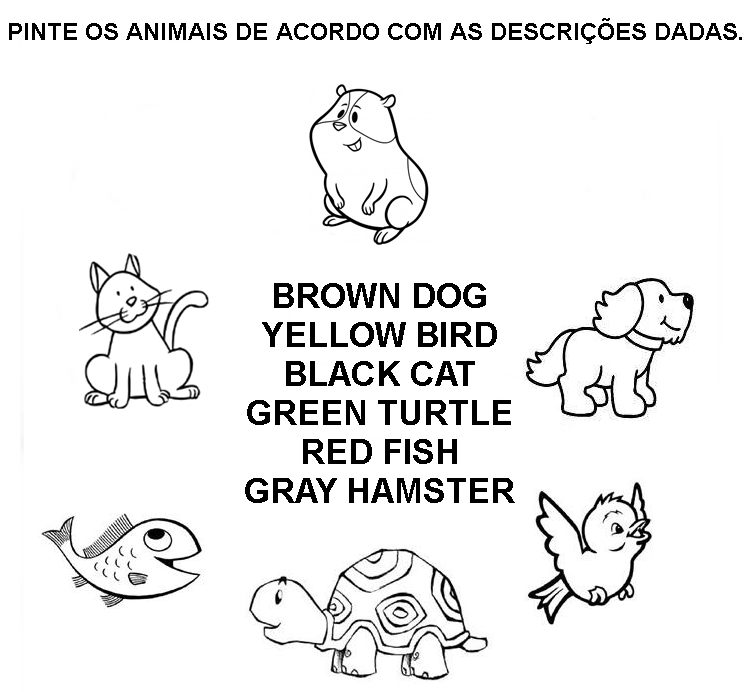 PINTE OS ANIMAIS DE ACORDO COM AS DESCRIÇÕES DADAS.
BROWN DOG
YELLOW BIRD
BLACK CAT
GREEN TURTLE
RED FISH
GRAY HAMSTER